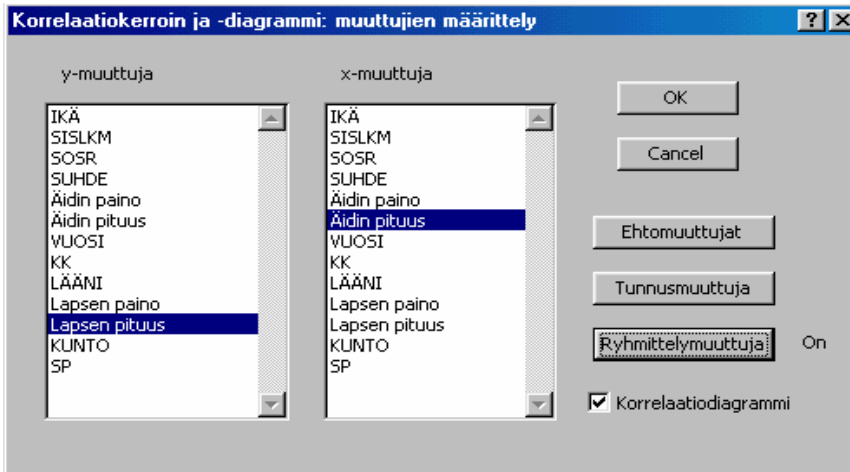 Korrelaatiokerroin ja -diagrammi: muuttujien määrittely
y-muuttuja
IKÄ
SISLKM
SOSR
SUHDE
Äidin paino
Äidin pituus
VUOSI
KK
LÄÄNI
Lapsen paino
Lapsen pituus
KUNTO
SP
x-muuttuja
IKÄ
SISLKM
SOSR
SUHDE
Äidin paino
Äidin pituus
VUOSI
KK
LÄÄNI
Lapsen paino
Lapsen pituus
KUNTO
SP
OK
Cancel
Ehtomuuttujat
Tunnusmuuttuja
Ryhmittelymuuttuja On
Korrelaatiodiagrammi